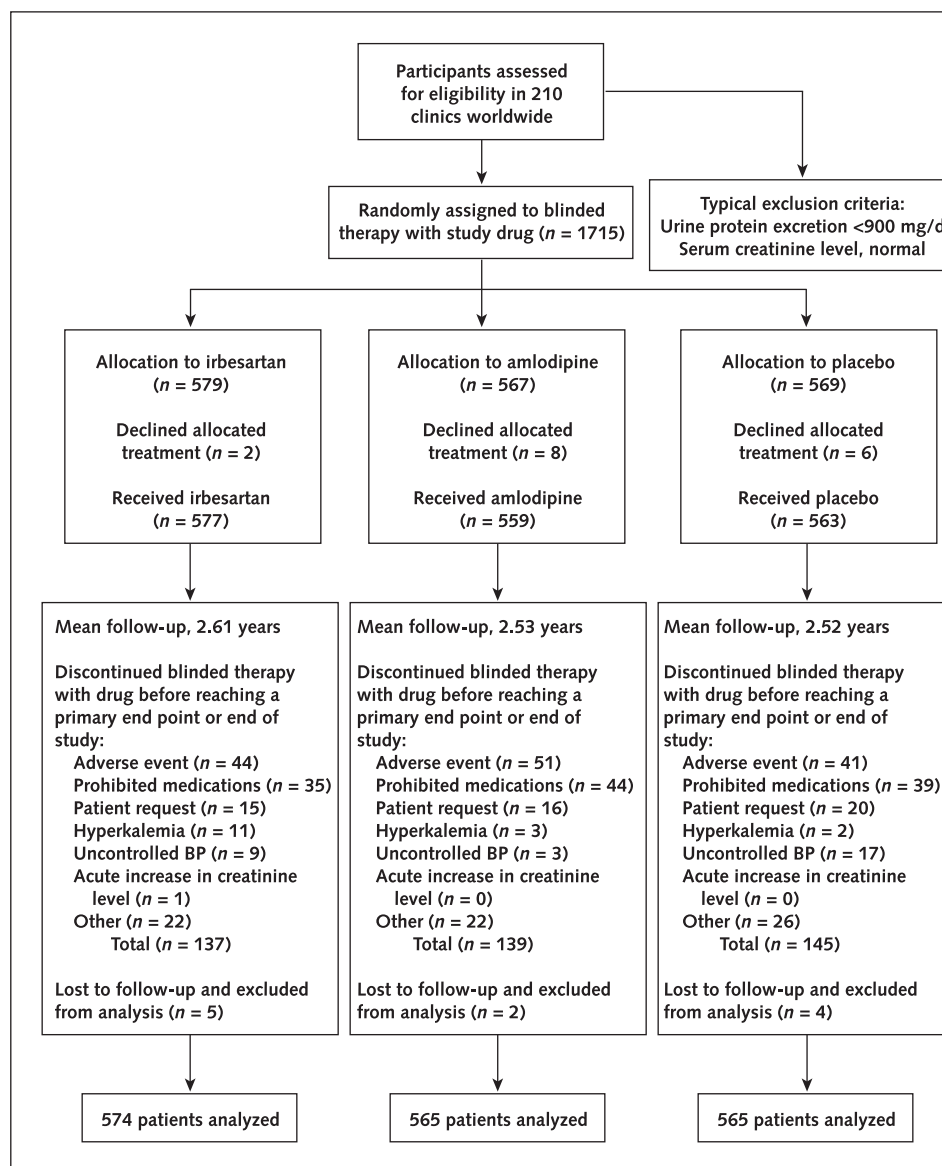 Participants assessed
for eligibility in 210
clinics worldwide
Typical exclusion criteria:
Urine protein excretion <900 mg/d
Serum creatinine level, normal
Randomly assigned to blinded
therapy with study drug (n = 1715)
Allocation to irbesartan
(n = 579)
Declined allocated
treatment (n = 2)
Received irbesartan
(n = 577)
Allocation to amlodipine
(n = 567)
Declined allocated
treatment (n = 8)
Received amlodipine
(n = 559)
Allocation to placebo
(n = 569)
Declined allocated
treatment (n = 6)
Received placebo
(n = 563)
Mean follow-up, 2.61 years
Discontinued blinded therapy
with drug before reaching a
primary end point or end of
study:
Adverse event (n = 44)
Prohibited medications (n = 35)
Patient request (n = 15)
Hyperkalemia (n = 11)
Uncontrolled BP (n = 9)
Acute increase in creatinine
level (n = 1)
Other (n = 22)
Total (n = 137)
Lost to follow-up and excluded
from analysis (n = 5)
Mean follow-up, 2.53 years
Discontinued blinded therapy
with drug before reaching a
primary end point or end of
study:
Adverse event (n = 51)
Prohibited medications (n = 44)
Patient request (n = 16)
Hyperkalemia (n = 3)
Uncontrolled BP (n = 3)
Acute increase in creatinine
level (n = 0)
Other (n = 22)
Total (n = 139)
Lost to follow-up and excluded
from analysis (n = 2)
Mean follow-up, 2.52 years
Discontinued blinded therapy
with drug before reaching a
primary end point or end of
study:
Adverse event (n = 41)
Prohibited medications (n = 39)
Patient request (n = 20)
Hyperkalemia (n = 2)
Uncontrolled BP (n = 17)
Acute increase in creatinine
level (n = 0)
Other (n = 26)
Total (n = 145)
Lost to follow-up and excluded
from analysis (n = 4)
574 patients analyzed
565 patients analyzed
565 patients analyzed